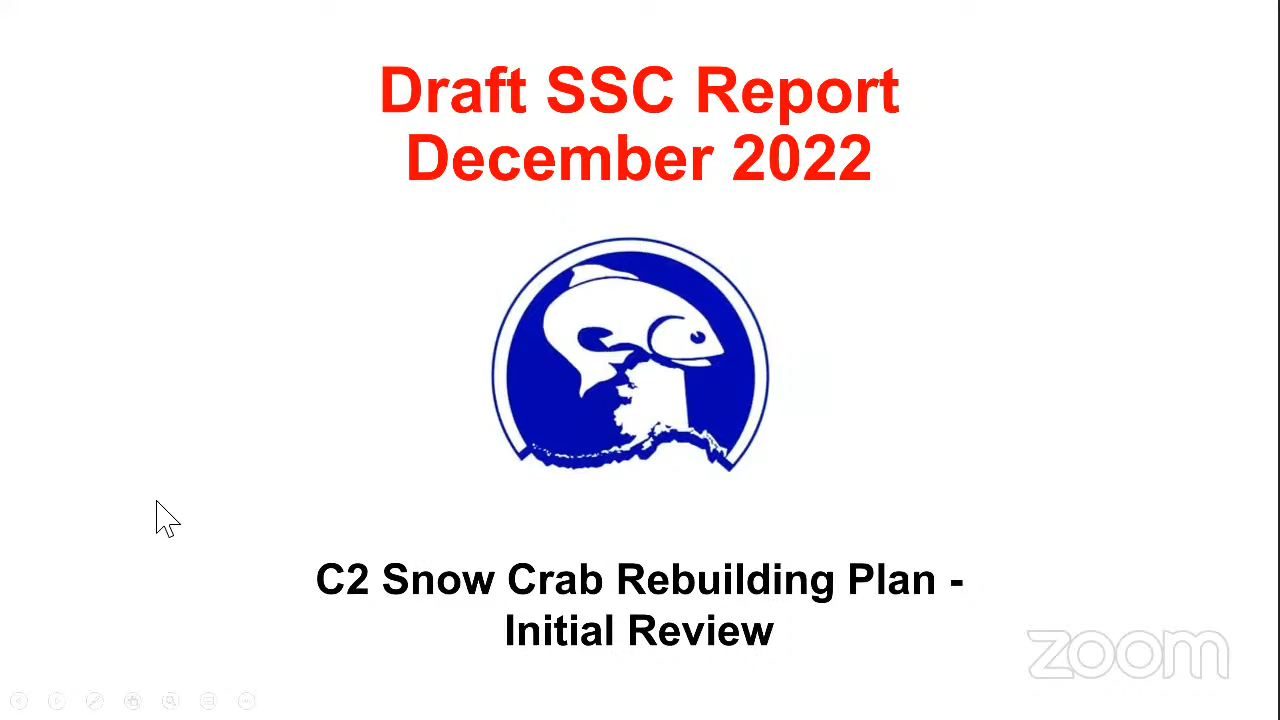 Draft SSC Report
December 2022
C2 Snow Crab Rebuilding Plan -
Initial Review
zoom